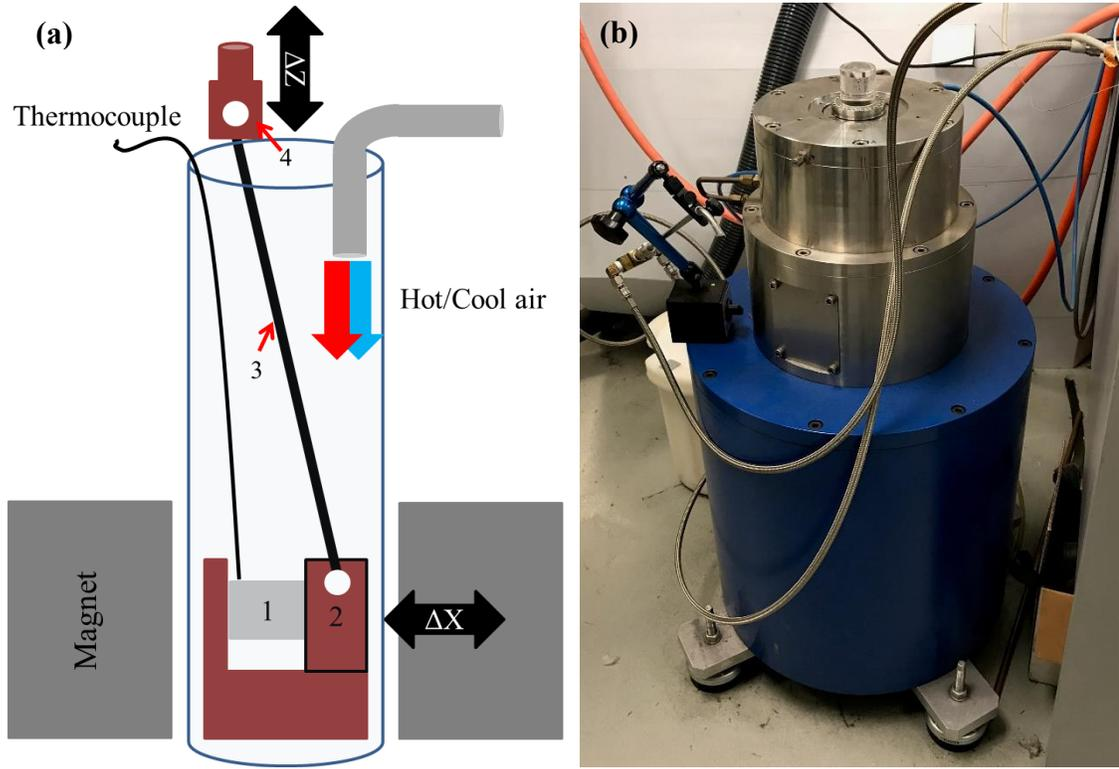 (a)
ΔZ
Thermocouple
4
Hot/Cool air
3
Magnet
1
2
ΔX
(b)